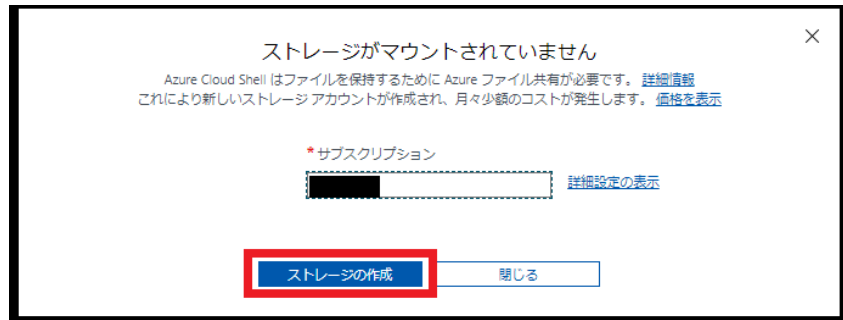 ストレージがマウントされていません
Azure Cloud Shell はファイルを保持するために Azure ファイル共有が必要です。 詳細情報
これにより新しいストレージ アカウントが作成され、月々少額のコストが発生します。 価格を表示
* サブスクリプション
詳細設定の表示
ストレージの作成 閉じる